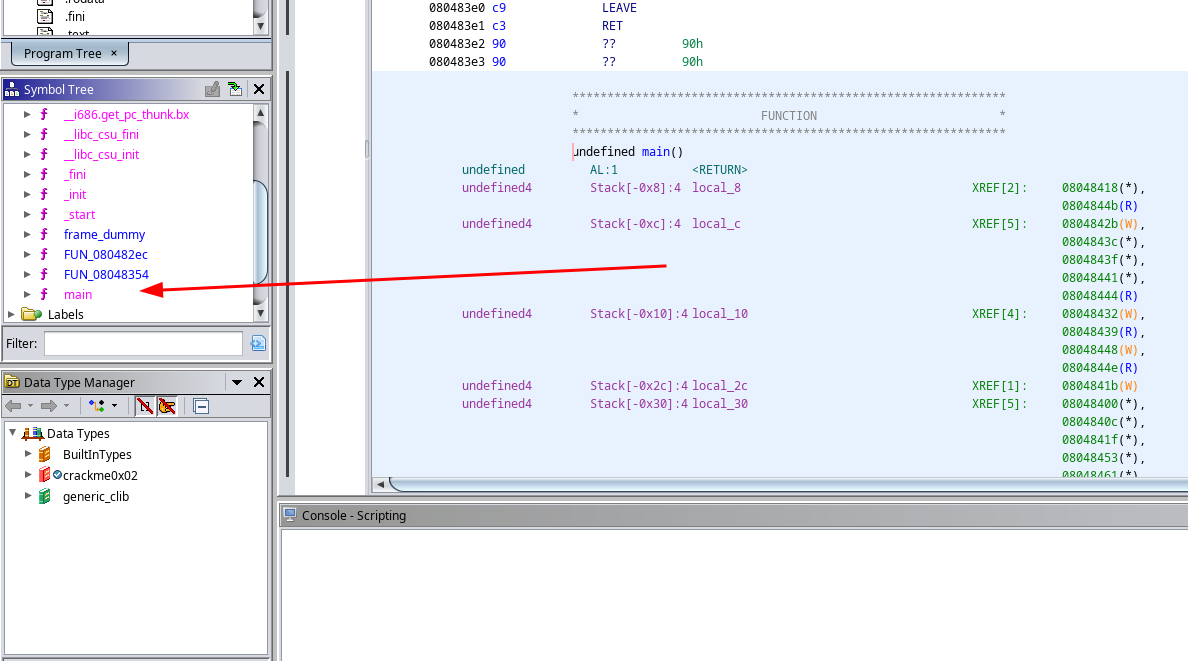 .rodata
.fini
.text
Program Tree ×
Symbol Tree
f __i686.get_pc_thunk.bx
f __libc_csu_fini
f __libc_csu_init
f _fini
f _init
f _start
f frame_dummy
f FUN_080482ec
f FUN_08048354
f main
Labels
Filter:
DT Data Type Manager
Data Types
BuiltInTypes
crackme0x02
generic_clib
080483e0 c9 LEAVE
080483e1 c3 RET
080483e2 90 ?? 90h
080483e3 90 ?? 90h
**************************************************************
* FUNCTION *
**************************************************************
undefined main()
undefined AL:1 <RETURN>
undefined4 Stack[-0x8]:4 local_8 XREF[2]: 08048418(*),
0804844b(R)
undefined4 Stack[-0xc]:4 local_c XREF[5]: 0804842b(W),
0804843c(*),
0804843f(*),
08048441(*),
08048444(R)
undefined4 Stack[-0x10]:4 local_10 XREF[4]: 08048432(W),
08048439(R),
08048448(W),
0804844e(R)
undefined4 Stack[-0x2c]:4 local_2c XREF[1]: 0804841b(W)
undefined4 Stack[-0x30]:4 local_30 XREF[5]: 08048400(*),
0804840c(*),
0804841f(*),
08048453(*),
08048461(*)
Console - Scripting